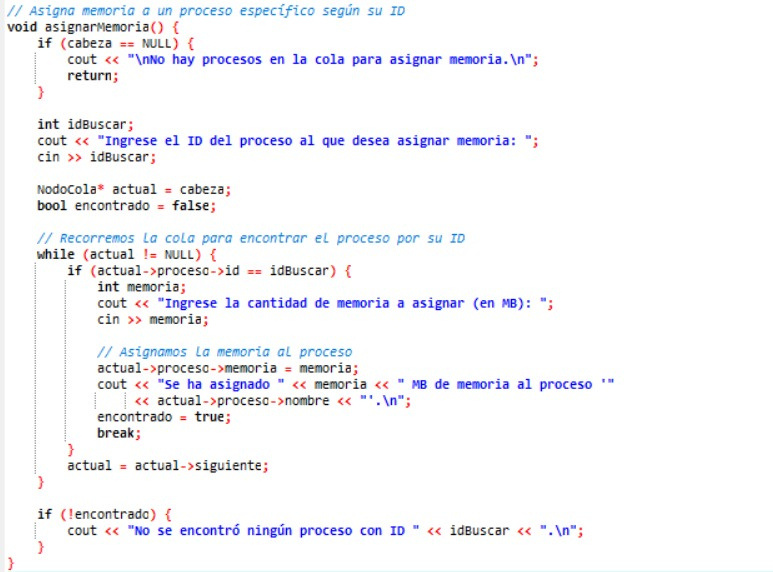 // Asigna memoria a un proceso específico según su ID
void asignarMemoria() {
    if (cabeza == NULL) {
        cout << "\nNo hay procesos en la cola para asignar memoria.\n";
        return;
    }

    int idBuscar;
    cout << "Ingrese el ID del proceso al que desea asignar memoria: ";
    cin >> idBuscar;

    NodoCola* actual = cabeza;
    bool encontrado = false;

    // Recorremos la cola para encontrar el proceso por su ID
    while (actual != NULL) {
        if (actual->proceso->id == idBuscar) {
            int memoria;
            cout << "Ingrese la cantidad de memoria a asignar (en MB): ";
            cin >> memoria;

            // Asignamos la memoria al proceso
            actual->proceso->memoria = memoria;
            cout << "Se ha asignado " << memoria << " MB de memoria al proceso '"
                 << actual->proceso->nombre << "'.\n";
            encontrado = true;
            break;
        }
        actual = actual->siguiente;
    }

    if (!encontrado) {
        cout << "No se encontró ningún proceso con ID " << idBuscar << ".\n";
    }
}